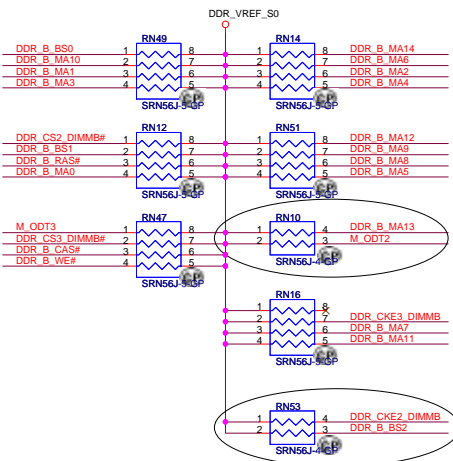 DDR_VREF_S0
RN49
DDR_B_BS0 1 8
DDR_B_MA10 2 7
DDR_B_MA1 3 6
DDR_B_MA3 4 5
SRN56J-5-GP
RN14
1 8 DDR_B_MA14
2 7 DDR_B_MA6
3 6 DDR_B_MA2
4 5 DDR_B_MA4
SRN56J-5-GP
RN12
DDR_CS2_DIMMB# 1 8
DDR_B_BS1 2 7
DDR_B_RAS# 3 6
DDR_B_MA0 4 5
SRN56J-5-GP
RN51
1 8 DDR_B_MA12
2 7 DDR_B_MA9
3 6 DDR_B_MA8
4 5 DDR_B_MA5
SRN56J-5-GP
RN47
M_ODT3 1 8
DDR_CS3_DIMMB# 2 7
DDR_B_CAS# 3 6
DDR_B_WE# 4 5
SRN56J-5-GP
RN10
1 4 DDR_B_MA13
2 3 M_ODT2
SRN56J-4-GP
RN16
1 8
2 7 DDR_CKE3_DIMMB
3 6 DDR_B_MA7
4 5 DDR_B_MA11
SRN56J-5-GP
RN53
1 4 DDR_CKE2_DIMMB
2 3 DDR_B_BS2
SRN56J-4-GP